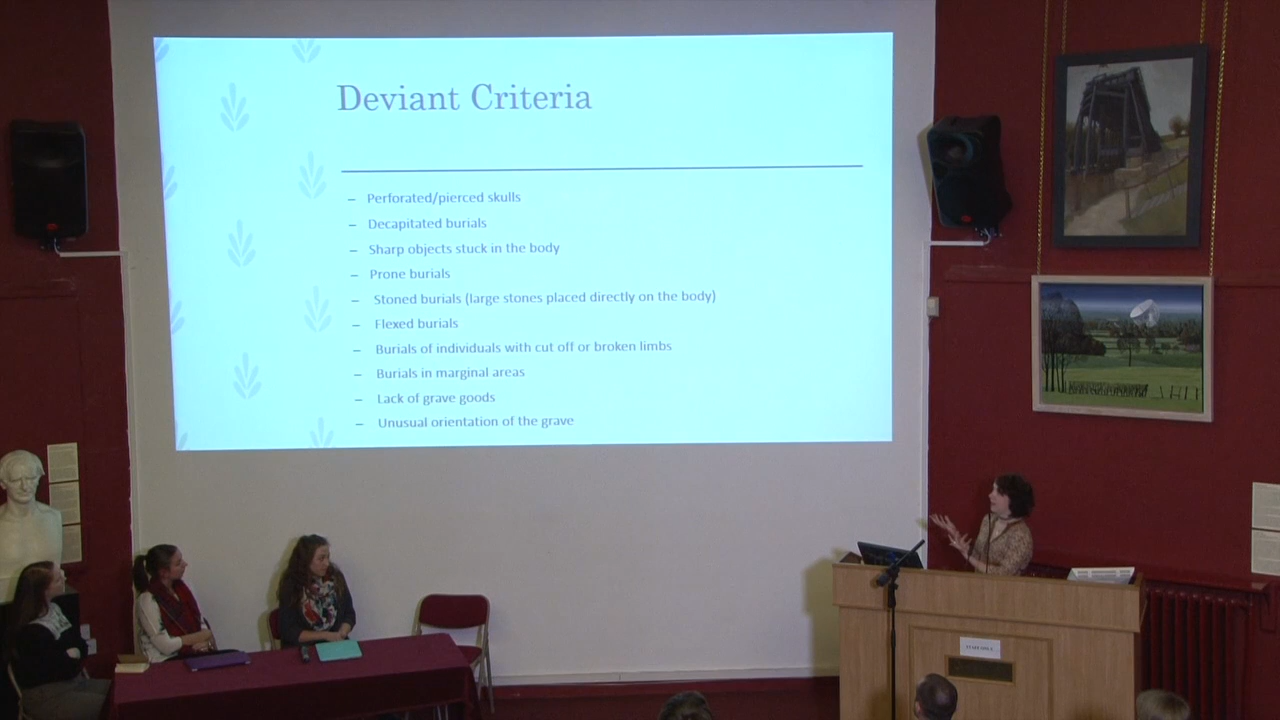 Deviant Criteria
– Perforated/pierced skulls
– Decapitated burials
– Sharp objects stuck in the body
– Prone burials
– Stoned burials (large stones placed directly on the body)
– Flexed burials
– Burials of individuals with cut off or broken limbs
– Burials in marginal areas
– Lack of grave goods
– Unusual orientation of the grave